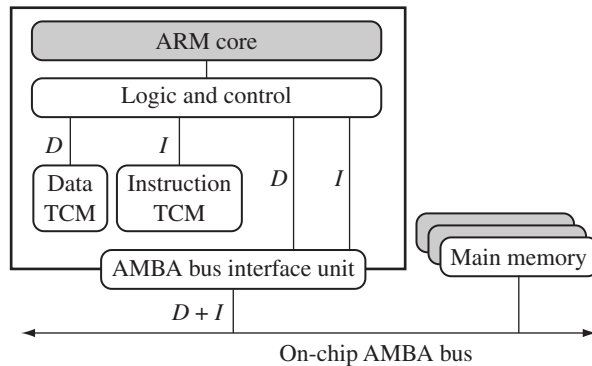 ARM core
Logic and control
D
I
D
I
Data
TCM
Instruction
TCM
Main memory
AMBA bus interface unit
D + I
On-chip AMBA bus